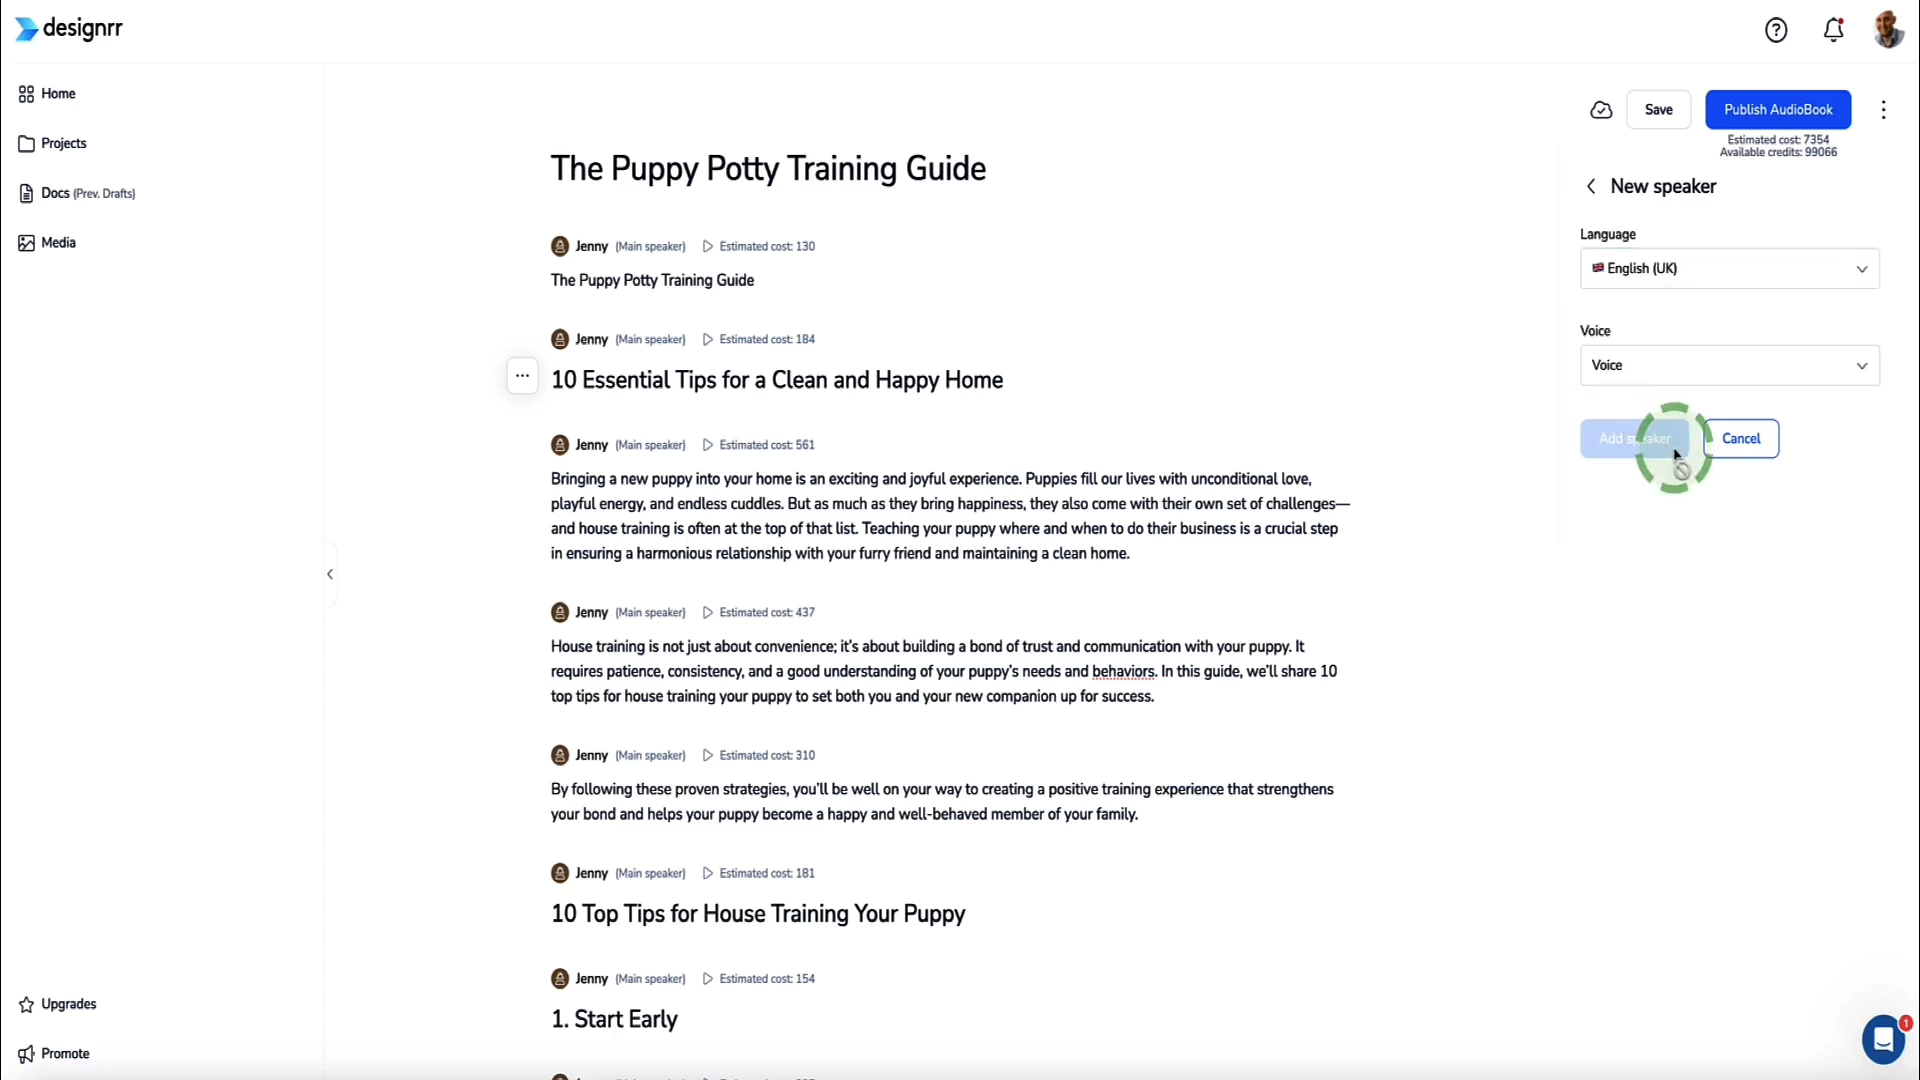 designrr
Home
Projects
Docs (Prev. Drafts)
Media
Upgrades
Promote
Save
Publish AudioBook
Estimated cost: 7354
Available credits: 99066
The Puppy Potty Training Guide
Jenny (Main speaker) Estimated cost: 130
The Puppy Potty Training Guide
Jenny (Main speaker) Estimated cost: 184
10 Essential Tips for a Clean and Happy Home
Jenny (Main speaker) Estimated cost: 561
Bringing a new puppy into your home is an exciting and joyful experience. Puppies fill our lives with unconditional love,
playful energy, and endless cuddles. But as much as they bring happiness, they also come with their own set of challenges—
and house training is often at the top of that list. Teaching your puppy where and when to do their business is a crucial step
in ensuring a harmonious relationship with your furry friend and maintaining a clean home.
Jenny (Main speaker) Estimated cost: 437
House training is not just about convenience; it's about building a bond of trust and communication with your puppy. It
requires patience, consistency, and a good understanding of your puppy's needs and behaviors. In this guide, we'll share 10
top tips for house training your puppy to set both you and your new companion up for success.
Jenny (Main speaker) Estimated cost: 310
By following these proven strategies, you'll be well on your way to creating a positive training experience that strengthens
your bond and helps your puppy become a happy and well-behaved member of your family.
Jenny (Main speaker) Estimated cost: 181
10 Top Tips for House Training Your Puppy
Jenny (Main speaker) Estimated cost: 154
1. Start Early
New speaker
Language
English (UK)
Voice
Voice
Add speaker
Cancel
1